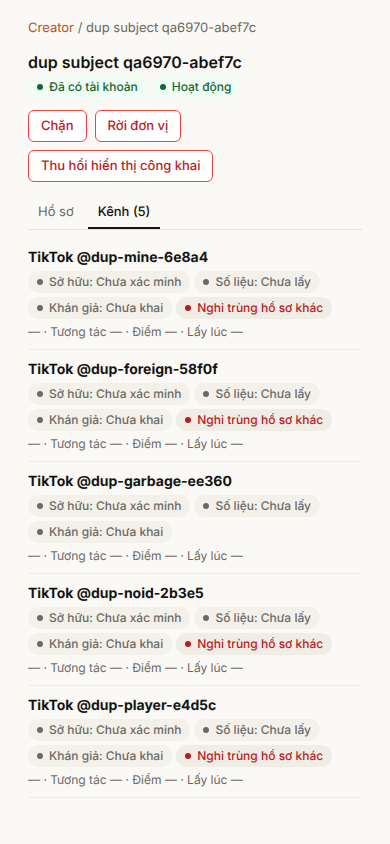 Creator / dup subject qa6970-abef7c
dup subject qa6970-abef7c
Đã có tài khoản Hoạt động
Chặn Rời đơn vị
Thu hồi hiển thị công khai
Hồ sơ Kênh (5)
TikTok @dup-mine-6e8a4
Sở hữu: Chưa xác minh Số liệu: Chưa lấy
Khán giả: Chưa khai Nghi trùng hồ sơ khác
— · Tương tác — · Điểm — · Lấy lúc —
TikTok @dup-foreign-58f0f
Sở hữu: Chưa xác minh Số liệu: Chưa lấy
Khán giả: Chưa khai Nghi trùng hồ sơ khác
— · Tương tác — · Điểm — · Lấy lúc —
TikTok @dup-garbage-ee360
Sở hữu: Chưa xác minh Số liệu: Chưa lấy
Khán giả: Chưa khai
— · Tương tác — · Điểm — · Lấy lúc —
TikTok @dup-noid-2b3e5
Sở hữu: Chưa xác minh Số liệu: Chưa lấy
Khán giả: Chưa khai Nghi trùng hồ sơ khác
— · Tương tác — · Điểm — · Lấy lúc —
TikTok @dup-player-e4d5c
Sở hữu: Chưa xác minh Số liệu: Chưa lấy
Khán giả: Chưa khai Nghi trùng hồ sơ khác
— · Tương tác — · Điểm — · Lấy lúc —